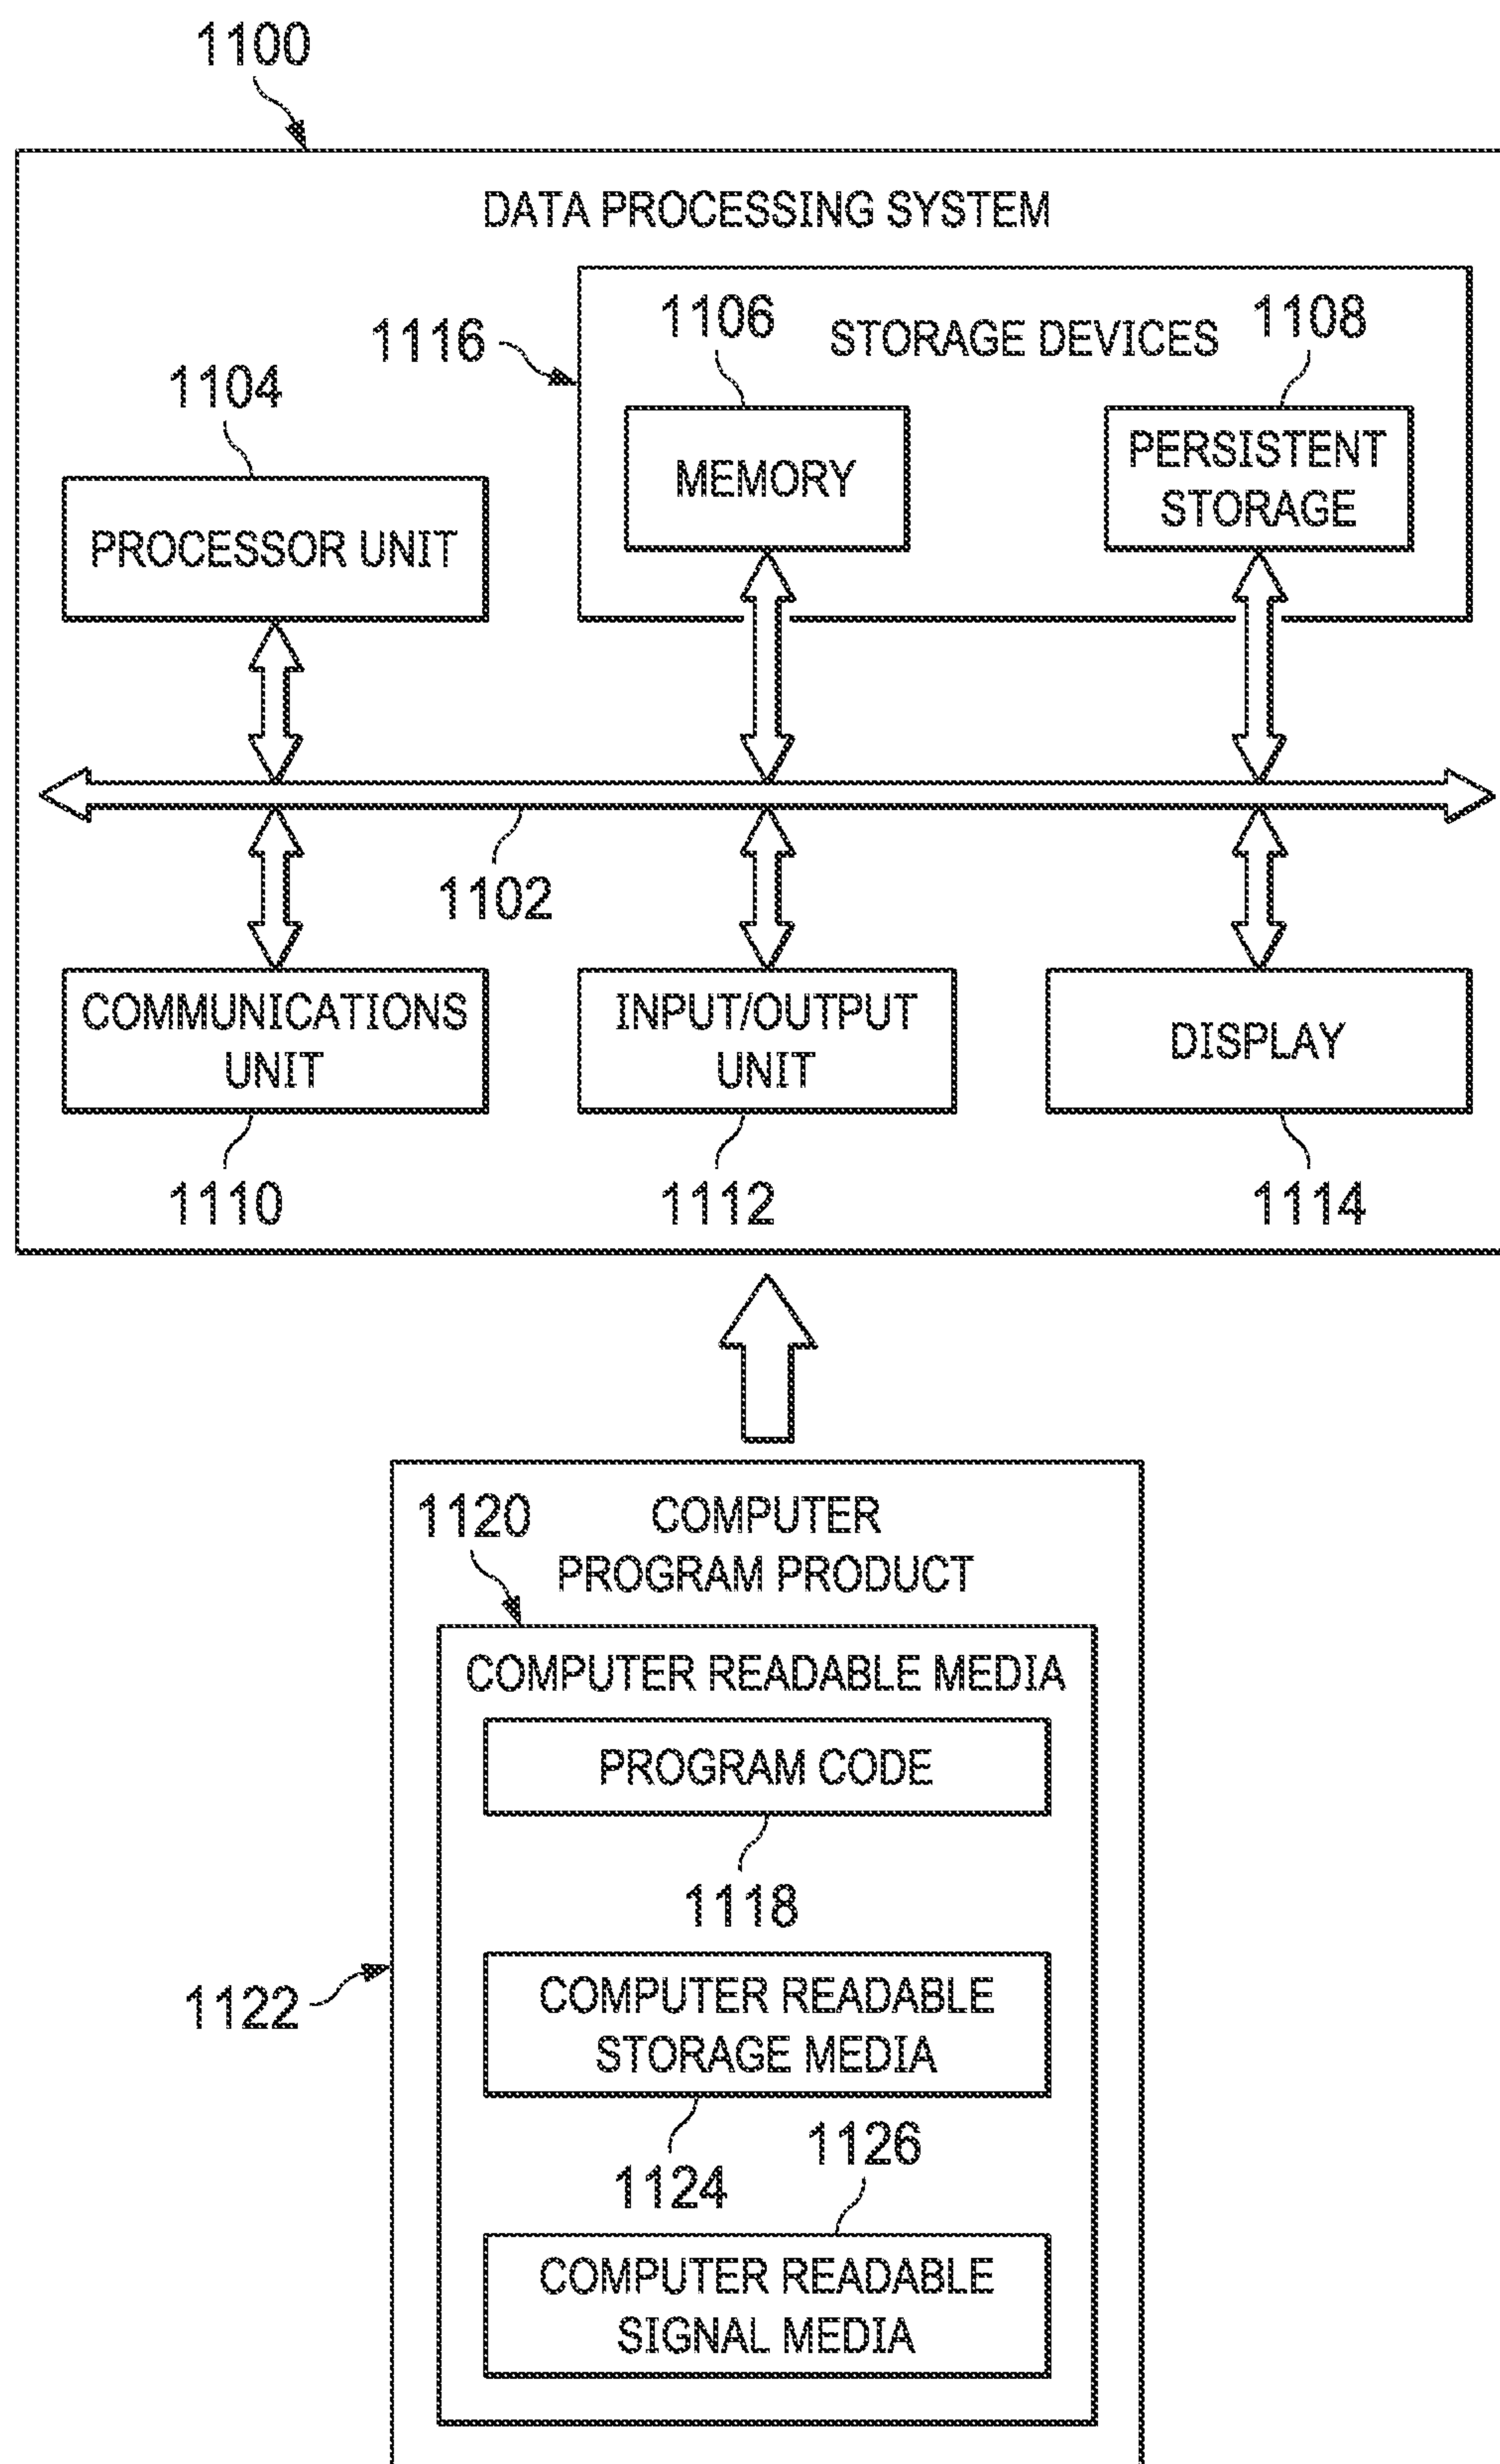 1100
DATA PROCESSING SYSTEM
1116
1106
STORAGE DEVICES
1108
1104
MEMORY
PERSISTENT
STORAGE
PROCESSOR UNIT
1102
COMMUNICATIONS
UNIT
INPUT/OUTPUT
UNIT
DISPLAY
1110
1112
1114
1120
COMPUTER
PROGRAM PRODUCT
COMPUTER READABLE MEDIA
PROGRAM CODE
1118
1122
COMPUTER READABLE
STORAGE MEDIA
1124
1126
COMPUTER READABLE
SIGNAL MEDIA